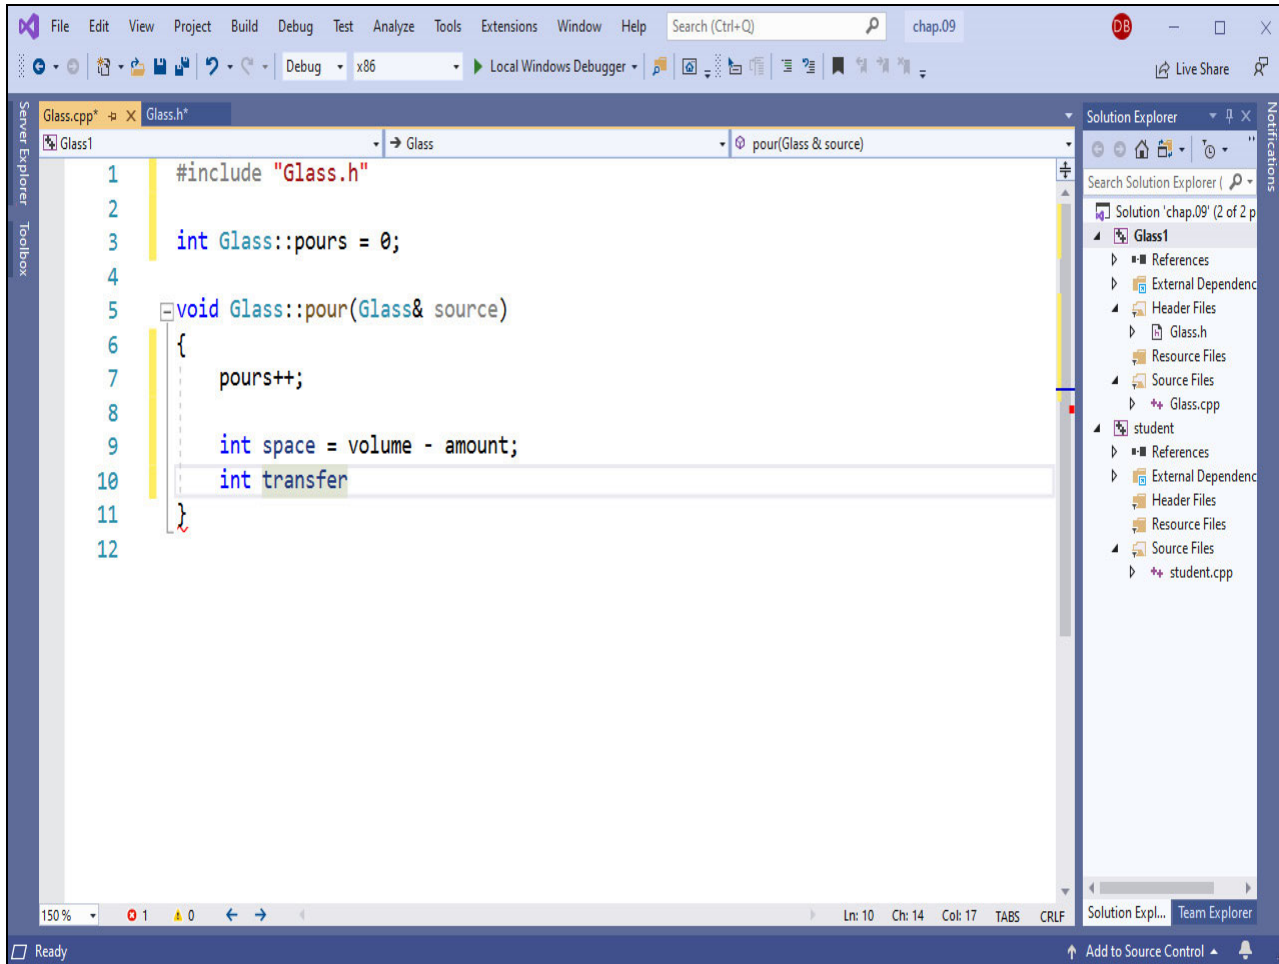 File Edit View Project Build Debug Test Analyze Tools Extensions Window Help Search (Ctrl+Q) chap.09 DB
Debug x86 Local Windows Debugger Live Share
Server Explorer
Toolbox
Glass.cpp* Glass.h*
Glass1 Glass pour(Glass & source)
1 #include "Glass.h"
2
3 int Glass::pours = 0;
4
5 void Glass::pour(Glass& source)
6 {
7 pours++;
8
9 int space = volume - amount;
10 int transfer
11 }
12
150 % 1 0 Ln: 10 Ch: 14 Col: 17 TABS CRLF
Solution Explorer
Search Solution Explorer (
Solution 'chap.09' (2 of 2 p
Glass1
References
External Dependenc
Header Files
Glass.h
Resource Files
Source Files
Glass.cpp
student
References
External Dependenc
Header Files
Resource Files
Source Files
student.cpp
Solution Expl... Team Explorer
Notifications
Ready Add to Source Control